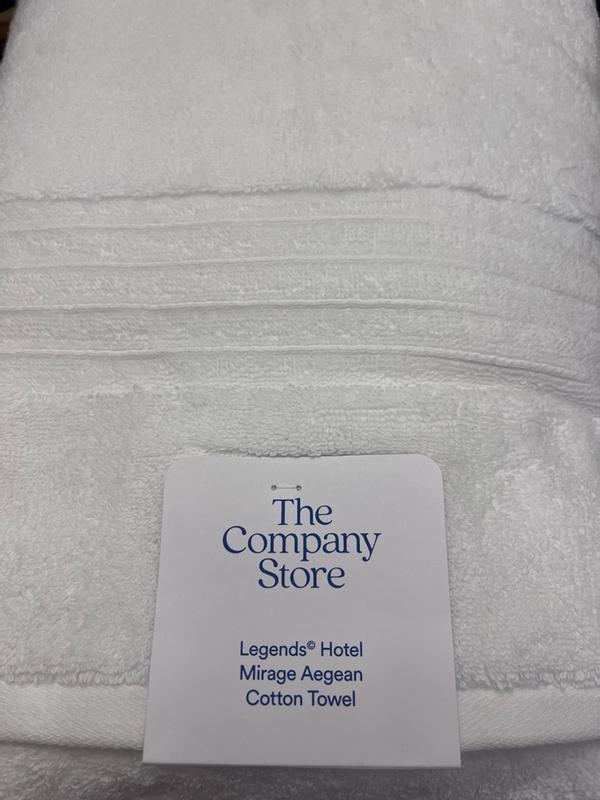 The
Company
Store
Legends© Hotel
Mirage Aegean
Cotton Towel